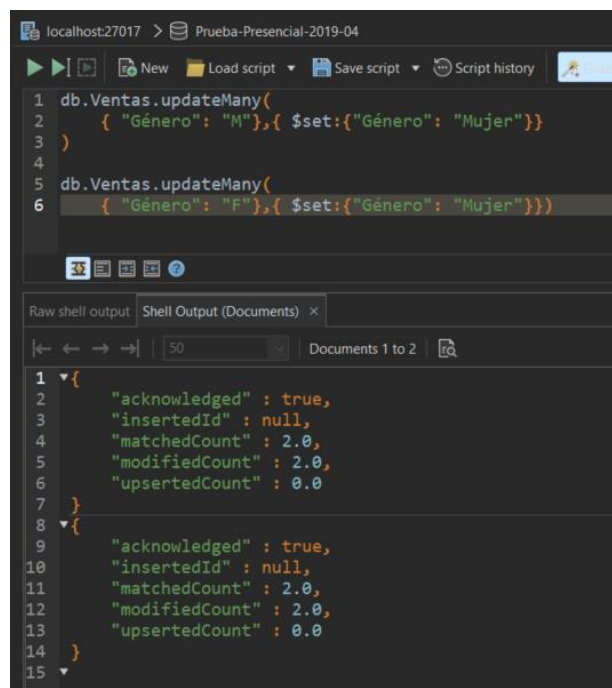 localhost:27017 > Prueba-Presencial-2019-04
New Load script Save script Script history
1 db.Ventas.updateMany(
2 { "Género": "M"},{ $set:{"Género": "Mujer"}}
3 )
4
5 db.Ventas.updateMany(
6 { "Género": "F"},{ $set:{"Género": "Mujer"}})
Raw shell output Shell Output (Documents) ×
50 Documents 1 to 2
1 {
2 "acknowledged" : true,
3 "insertedId" : null,
4 "matchedCount" : 2.0,
5 "modifiedCount" : 2.0,
6 "upsertedCount" : 0.0
7 }
8 {
9 "acknowledged" : true,
10 "insertedId" : null,
11 "matchedCount" : 2.0,
12 "modifiedCount" : 2.0,
13 "upsertedCount" : 0.0
14 }
15